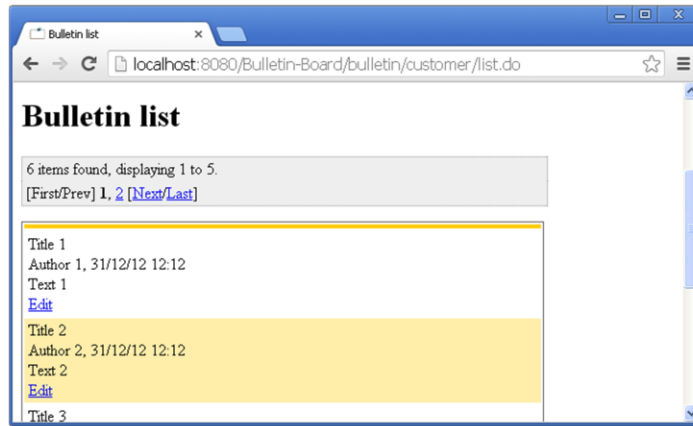 Bulletin list
localhost:8080/Bulletin-Board/bulletin/customer/list.do
Bulletin list
6 items found, displaying 1 to 5.
[First/Prev] 1, 2 [Next/Last]
Title 1
Author 1, 31/12/12 12:12
Text 1
Edit
Title 2
Author 2, 31/12/12 12:12
Text 2
Edit
Title 3